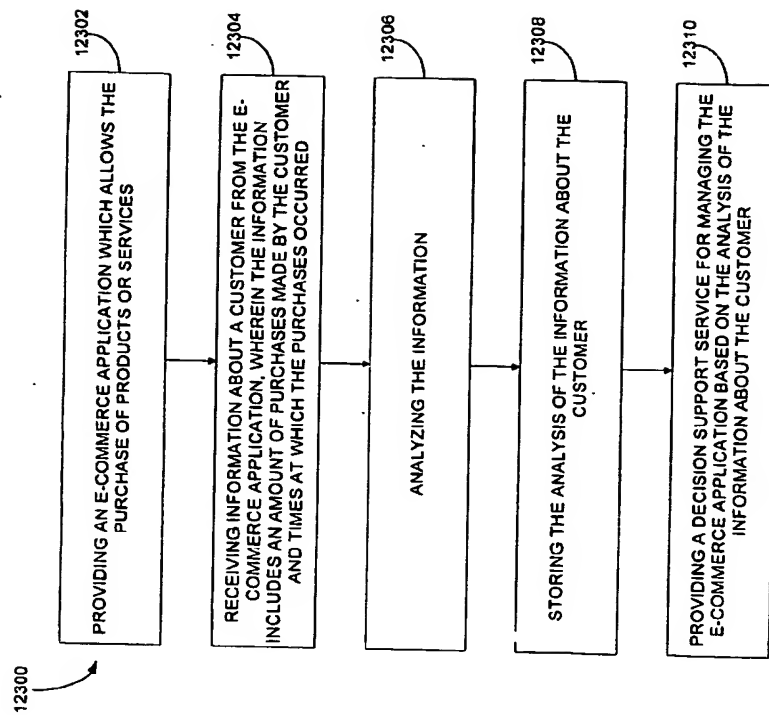 12300
12302
PROVIDING AN E-COMMERCE APPLICATION WHICH ALLOWS THE
PURCHASE OF PRODUCTS OR SERVICES
12304
RECEIVING INFORMATION ABOUT A CUSTOMER FROM THE E-
COMMERCE APPLICATION, WHEREIN THE INFORMATION
INCLUDES AN AMOUNT OF PURCHASES MADE BY THE CUSTOMER
AND TIMES AT WHICH THE PURCHASES OCCURRED
12306
ANALYZING THE INFORMATION
12308
STORING THE ANALYSIS OF THE INFORMATION ABOUT THE
CUSTOMER
12310
PROVIDING A DECISION SUPPORT SERVICE FOR MANAGING THE
E-COMMERCE APPLICATION BASED ON THE ANALYSIS OF THE
INFORMATION ABOUT THE CUSTOMER